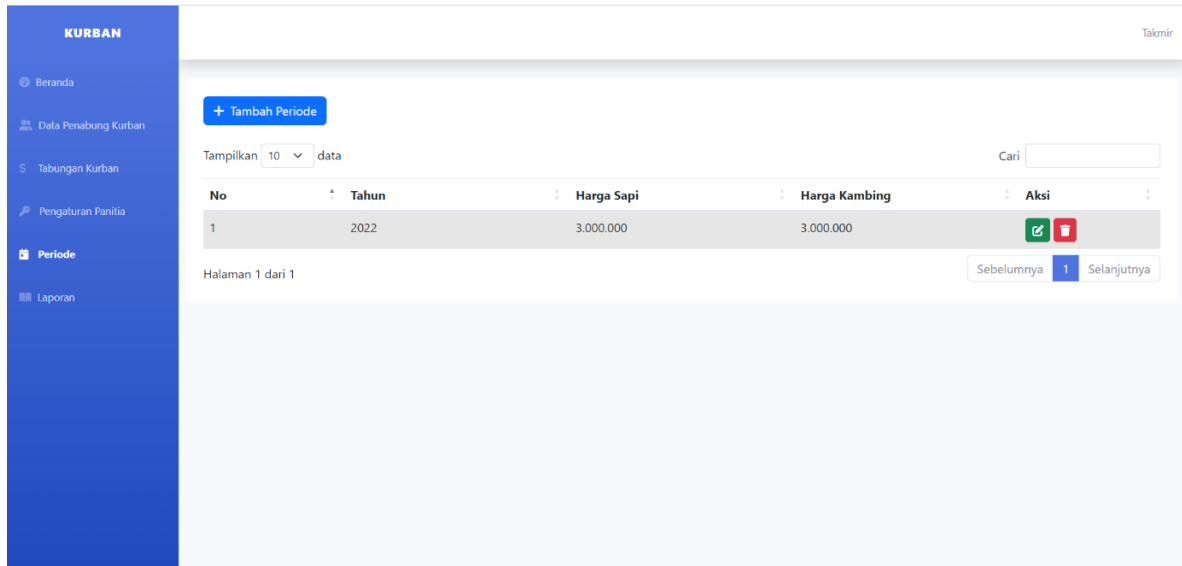 KURBAN
Takmir
Beranda
Data Penabung Kurban
Tabungan Kurban
Pengaturan Panitia
Periode
Laporan
+ Tambah Periode
Tampilkan 10 data
Cari
No Tahun Harga Sapi Harga Kambing Aksi
1 2022 3.000.000 3.000.000
Halaman 1 dari 1
Sebelumnya 1 Selanjutnya